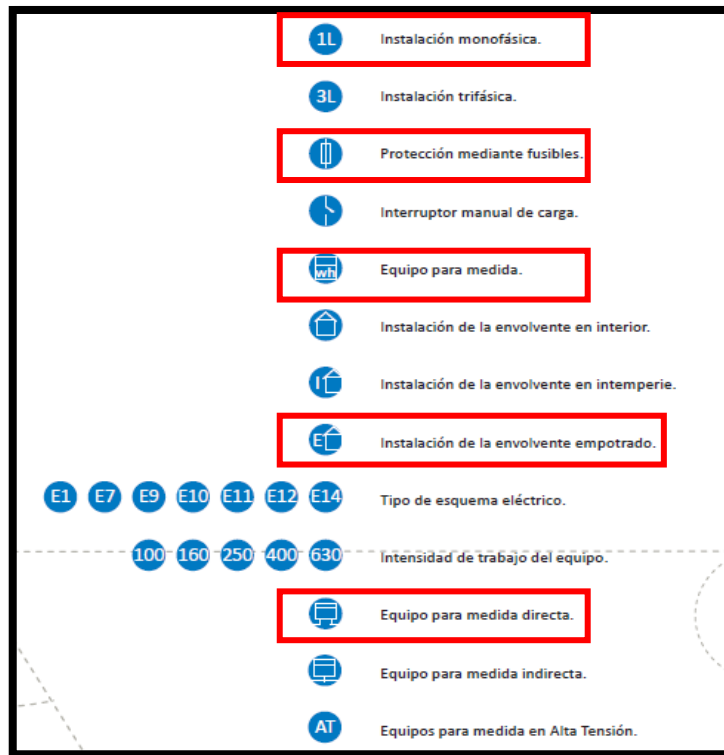 1L Instalación monofásica.
3L Instalación trifásica.
Protección mediante fusibles.
Interruptor manual de carga.
wh Equipo para medida.
Instalación de la envolvente en interior.
I Instalación de la envolvente en intemperie.
E Instalación de la envolvente empotrado.
E1 E7 E9 E10 E11 E12 E14 Tipo de esquema eléctrico.
100 160 250 400 630 Intensidad de trabajo del equipo.
Equipo para medida directa.
Equipo para medida indirecta.
AT Equipos para medida en Alta Tensión.